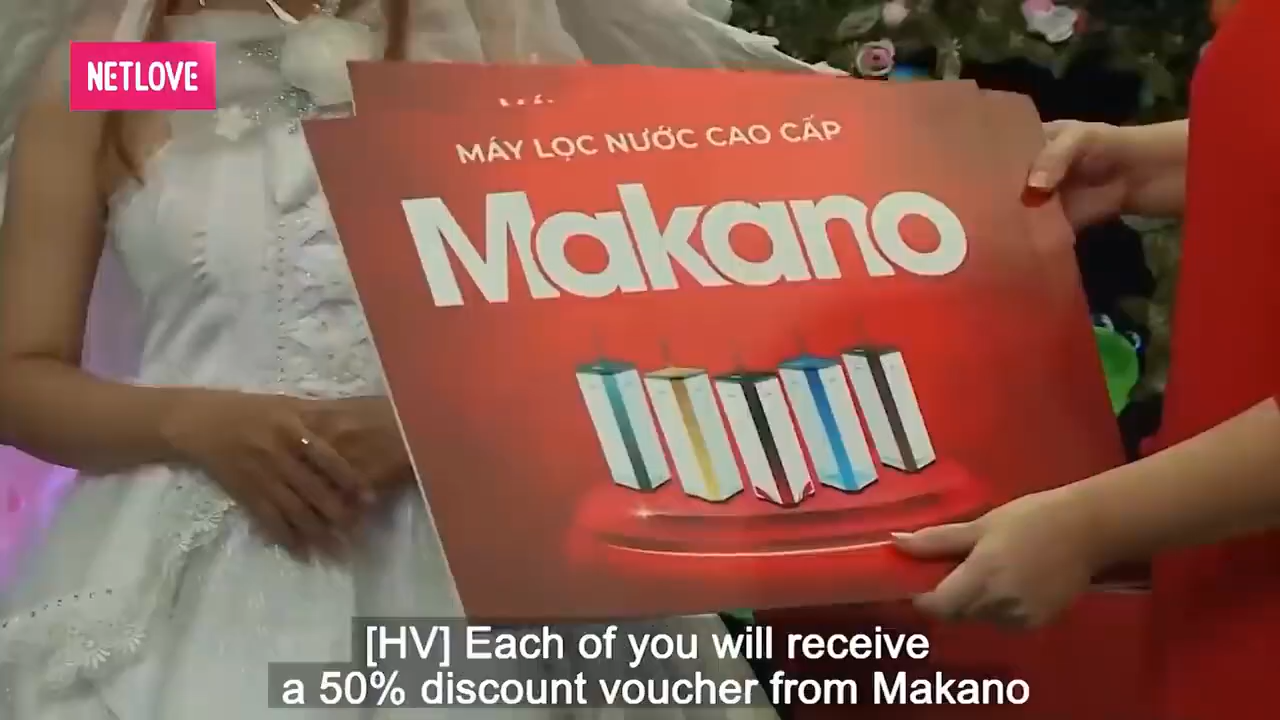 NETLOVE
MÁY LỌC NƯỚC CAO CẤP
Makano
[HV] Each of you will receive
a 50% discount voucher from Makano